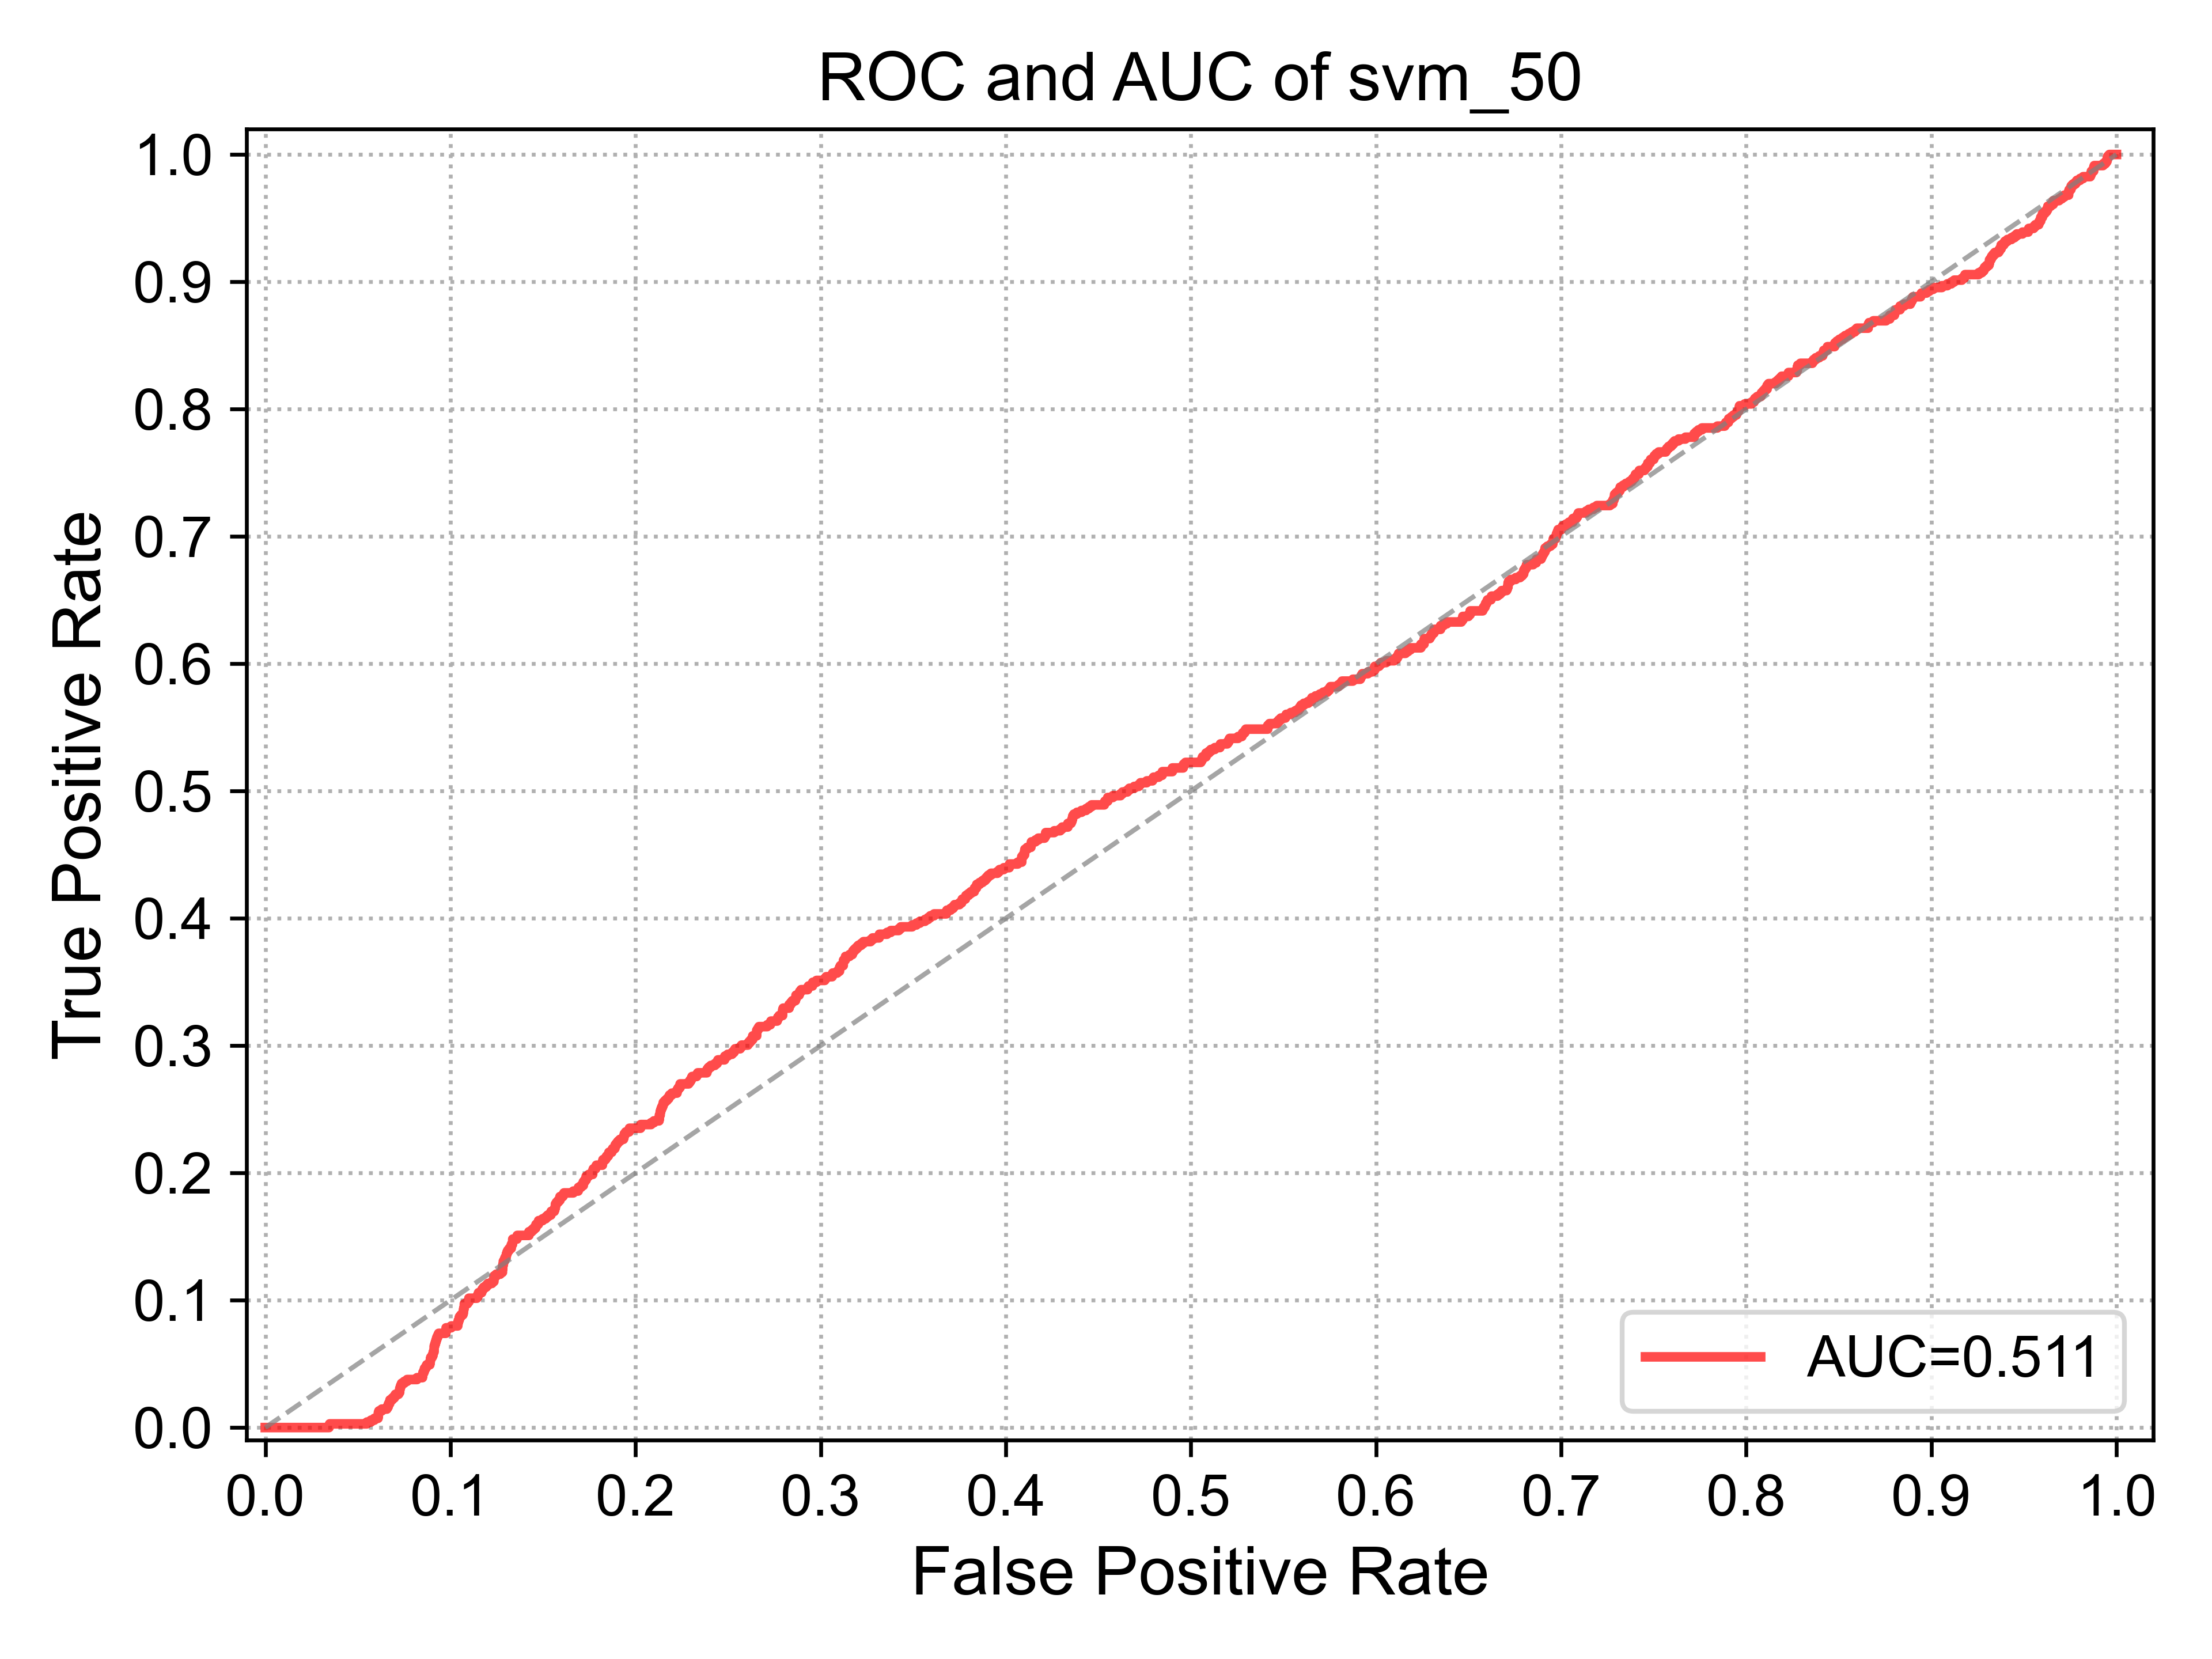 ROC and AUC of svm_50
True Positive Rate
1.0
0.9
0.8
0.7
0.6
0.5
0.4
0.3
0.2
0.1
0.0
AUC=0.511
0.0 0.1 0.2 0.3 0.4 0.5 0.6 0.7 0.8 0.9 1.0
False Positive Rate